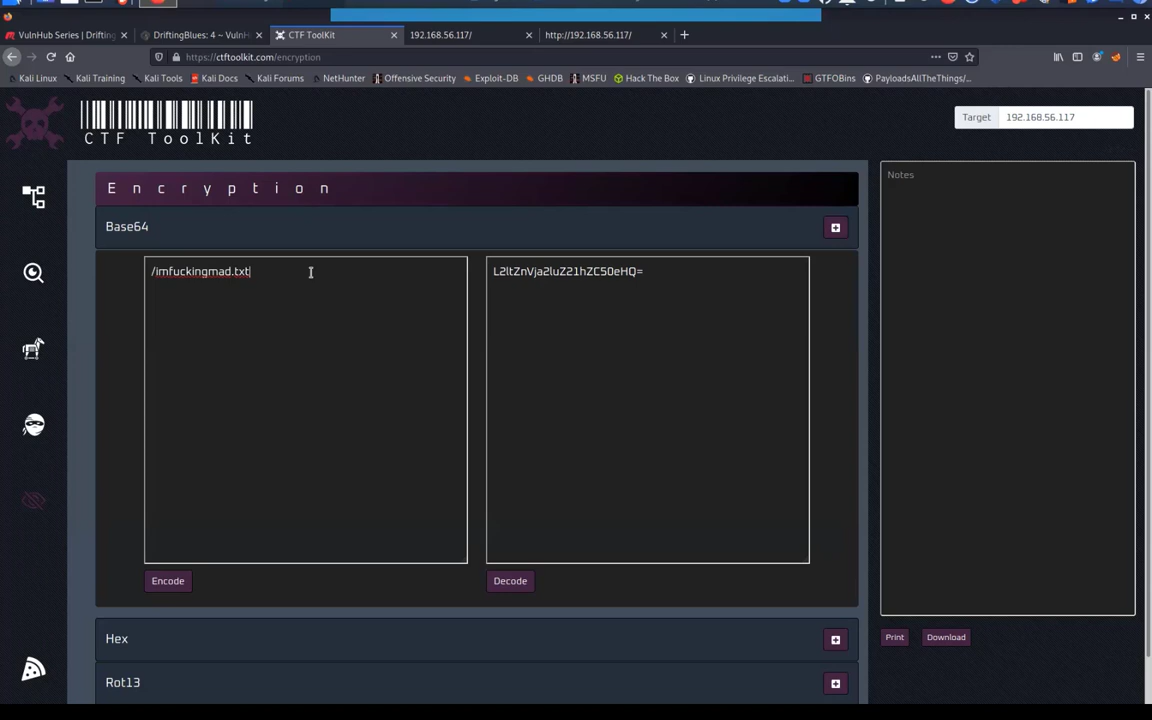 VulnHub Series | Drifting
DriftingBlues: 4 ~ VulnH
CTF ToolKit
192.168.56.117/
http://192.168.56.117/
https://ctftoolkit.com/encryption
Kali Linux
Kali Training
Kali Tools
Kali Docs
Kali Forums
NetHunter
Offensive Security
Exploit-DB
GHDB
MSFU
Hack The Box
Linux Privilege Escalati...
GTFOBins
PayloadsAllTheThings/...
CTF ToolKit
Target
192.168.56.117
Encryption
Notes
Base64
/imfuckingmad.txt
L2ltZnVja2luZ21hZC50eHQ=
Encode
Decode
Hex
Print
Download
Rot13